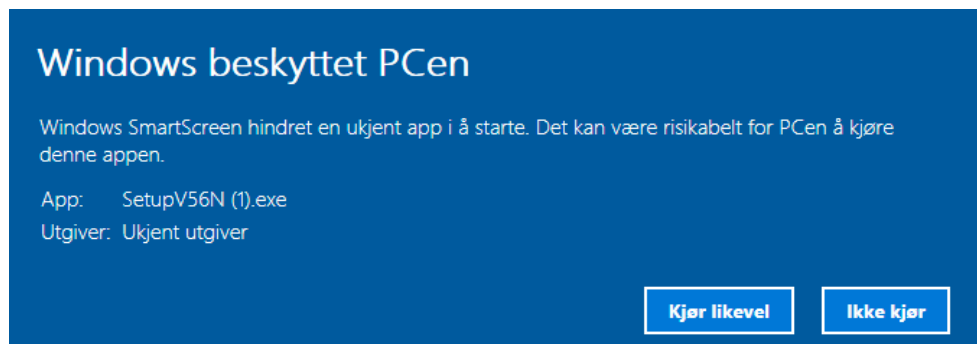 Windows beskyttet PCen
Windows SmartScreen hindret en ukjent app i å starte. Det kan være risikabelt for PCen å kjøre
denne appen.
App: SetupV56N (1).exe
Utgiver: Ukjent utgiver
Kjør likevel Ikke kjør